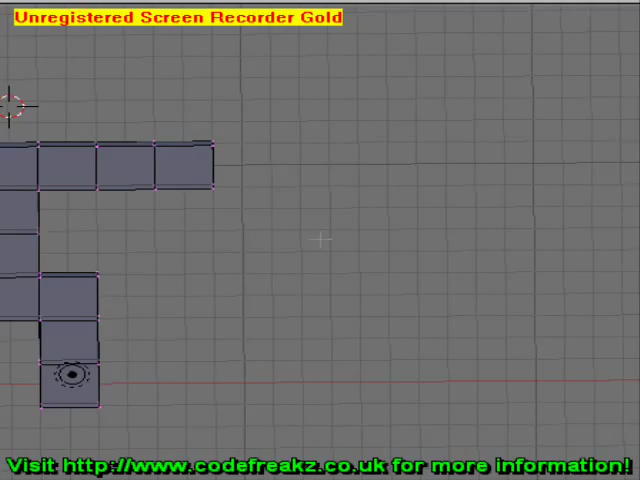 Unregistered Screen Recorder Gold
Visit http://www.codefreakz.co.uk for more information!